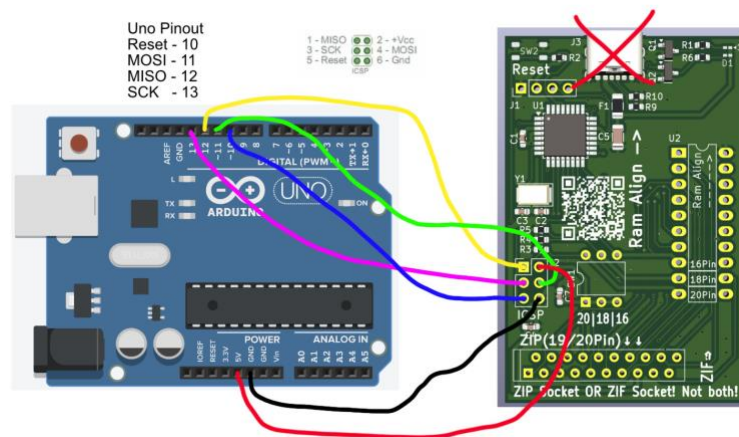 Uno Pinout
Reset - 10
MOSI - 11
MISO - 12
SCK - 13
1 - MISO 2 - +Vcc
3 - SCK 4 - MOSI
5 - Reset 6 - Gnd
ICSP
AREF
GND
13
12
~11
~10
~9
8
7
~6
~5
4
~3
2
TX→1
RX←0
DIGITAL (PWM ~)
L
TX
RX
UNO
ARDUINO
ON
POWER
ANALOG IN
IOREF
RESET
3.3V
5V
GND
GND
Vin
A0
A1
A2
A3
A4
A5
SW2
J3
R2
Q1
R1
R6
D1
Reset
J1
U1
R10
R9
F1
C1
C5
U2
Ram Align -->
Ram Align -->
Y1
C3 C2
R5
R4
R3
16Pin
18Pin
20Pin
ICSP
20|18|16
ZiP(19/20Pin)↓↓
ZIF
ZIP Socket OR ZIF Socket! Not both!